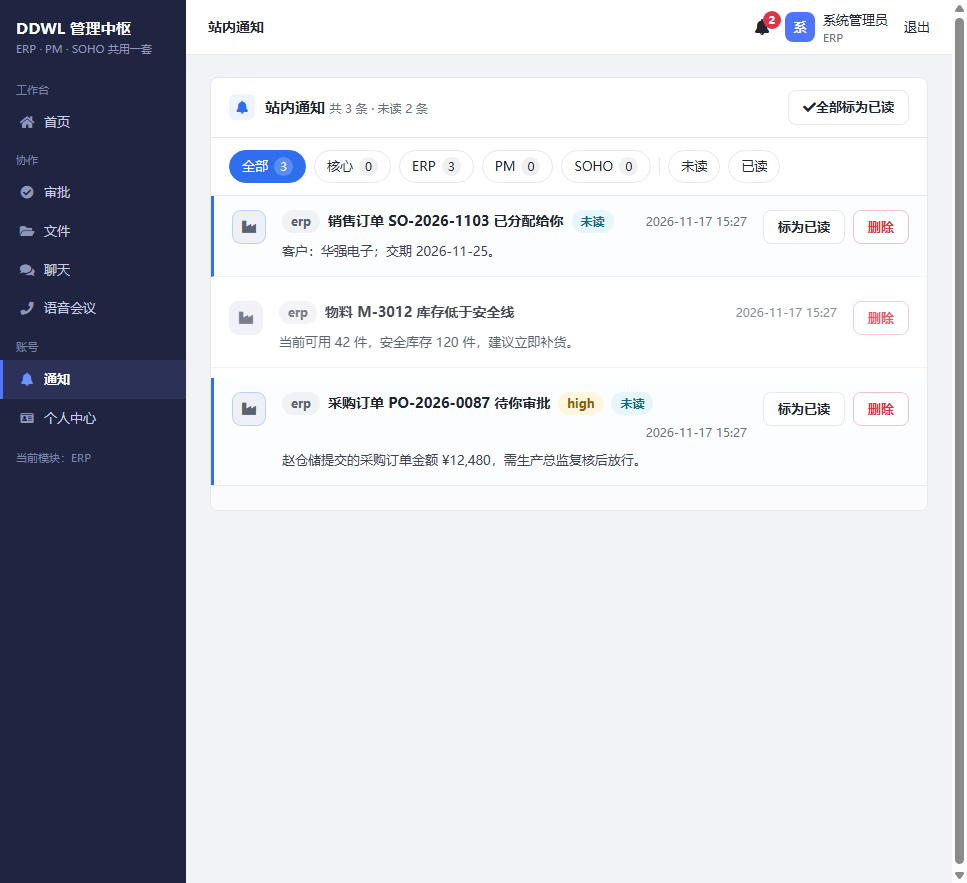 DDWL 管理中枢
ERP · PM · SOHO 共用一套
工作台
首页
协作
审批
文件
聊天
语音会议
账号
通知
个人中心
当前模块：ERP
站内通知
2
系
系统管理员
ERP
退出
站内通知 共 3 条 · 未读 2 条
全部标为已读
全部 3
核心 0
ERP 3
PM 0
SOHO 0
未读
已读
erp 销售订单 SO-2026-1103 已分配给你 未读 2026-11-17 15:27 标为已读 删除
客户：华强电子；交期 2026-11-25。
erp 物料 M-3012 库存低于安全线 2026-11-17 15:27 删除
当前可用 42 件，安全库存 120 件，建议立即补货。
erp 采购订单 PO-2026-0087 待你审批 high 未读 标为已读 删除
2026-11-17 15:27
赵仓储提交的采购订单金额 ¥12,480，需生产总监复核后放行。